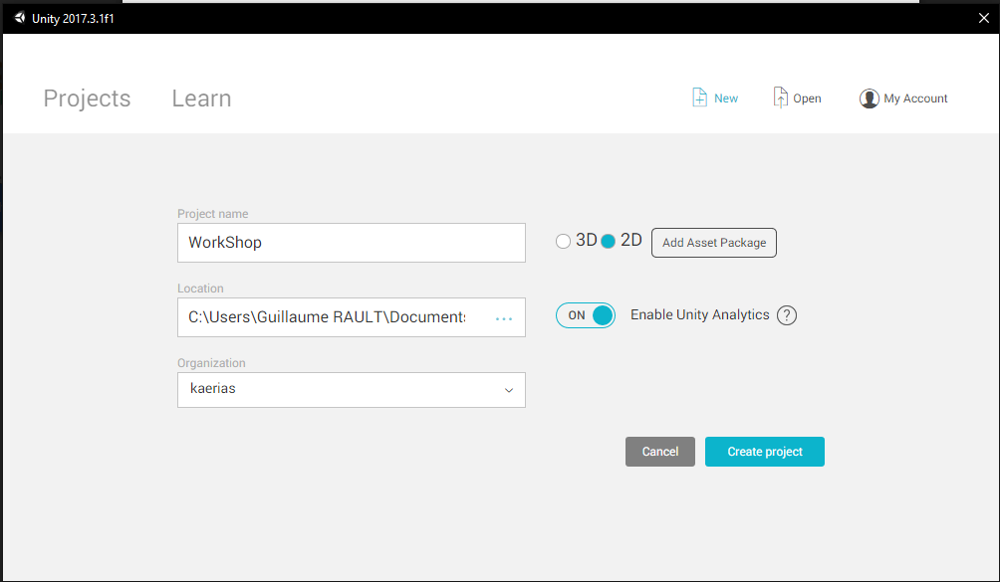 Unity 2017.3.1f1
Projects Learn New Open My Account
Project name
WorkShop 3D 2D Add Asset Package
Location
C:\Users\Guillaume RAULT\Documents ... ON Enable Unity Analytics ?
Organization
kaerias
Cancel Create project